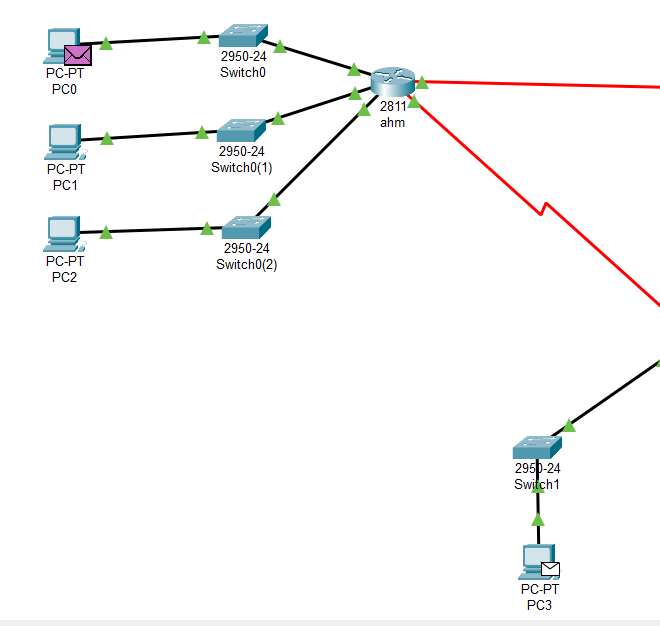 PC-PT
PC0
2950-24
Switch0
2811
ahm
PC-PT
PC1
2950-24
Switch0(1)
PC-PT
PC2
2950-24
Switch0(2)
2950-24
Switch1
PC-PT
PC3